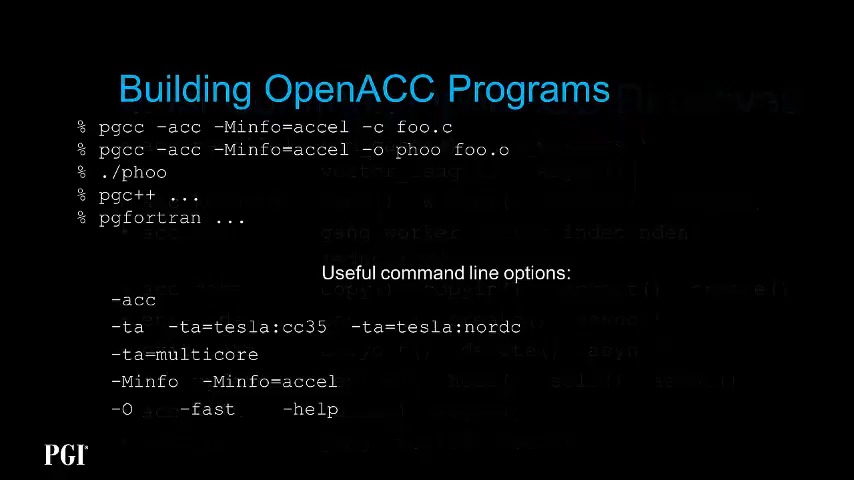 Building OpenACC Programs
% pgcc -acc -Minfo=accel -c foo.c
% pgcc -acc -Minfo=accel -o phoo foo.o
% ./phoo
% pgc++ ...
% pgfortran ...
Useful command line options:
-acc
-ta -ta=tesla:cc35 -ta=tesla:nordc
-ta=multicore
-Minfo -Minfo=accel
-O -fast -help
PGI®